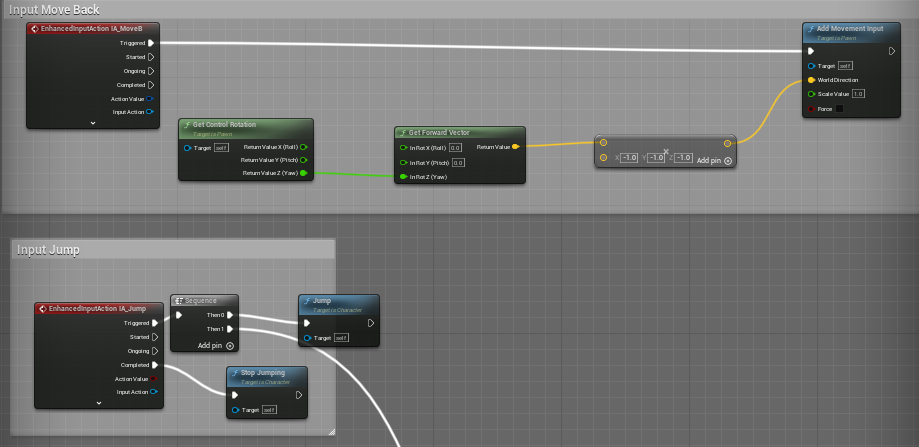 Input Move Back
EnhancedInputAction IA_MoveB
Triggered
Started
Ongoing
Completed
Action Value
Input Action
Get Control Rotation
Target is Pawn
Target self
Return Value X (Roll)
Return Value Y (Pitch)
Return Value Z (Yaw)
Get Forward Vector
In Rot X (Roll) 0.0
Return Value
In Rot Y (Pitch) 0.0
In Rot Z (Yaw)
X -1.0 Y -1.0 Z -1.0 Add pin
Add Movement Input
Target is Pawn
Target self
World Direction
Scale Value 1.0
Force
Input Jump
EnhancedInputAction IA_Jump
Triggered
Started
Ongoing
Completed
Action Value
Input Action
Sequence
Then 0
Then 1
Add pin
Jump
Target is Character
Target self
Stop Jumping
Target is Character
Target self